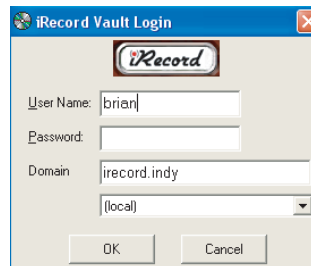 iRecord Vault Login
iRecord
User Name: brian
Password:
Domain irecord.indy
(local)
OK Cancel